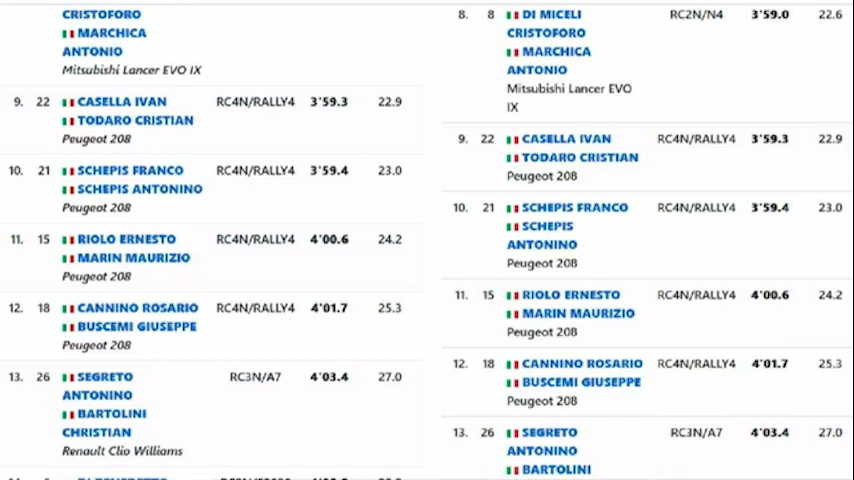 CRISTOFORO
MARCHICA
ANTONIO
Mitsubishi Lancer EVO IX
9. 22 CASELLA IVAN RC4N/RALLY4 3'59.3 22.9
TODARO CRISTIAN
Peugeot 208
10. 21 SCHEPIS FRANCO RC4N/RALLY4 3'59.4 23.0
SCHEPIS ANTONINO
Peugeot 208
11. 15 RIOLO ERNESTO RC4N/RALLY4 4'00.6 24.2
MARIN MAURIZIO
Peugeot 208
12. 18 CANNINO ROSARIO RC4N/RALLY4 4'01.7 25.3
BUSCEMI GIUSEPPE
Peugeot 208
13. 26 SEGRETO RC3N/A7 4'03.4 27.0
ANTONINO
BARTOLINI
CHRISTIAN
Renault Clio Williams
8. 8 DI MICELI RC2N/N4 3'59.0 22.6
CRISTOFORO
MARCHICA
ANTONIO
Mitsubishi Lancer EVO
IX
9. 22 CASELLA IVAN RC4N/RALLY4 3'59.3 22.9
TODARO CRISTIAN
Peugeot 208
10. 21 SCHEPIS FRANCO RC4N/RALLY4 3'59.4 23.0
SCHEPIS
ANTONINO
Peugeot 208
11. 15 RIOLO ERNESTO RC4N/RALLY4 4'00.6 24.2
MARIN MAURIZIO
Peugeot 208
12. 18 CANNINO ROSARIO RC4N/RALLY4 4'01.7 25.3
BUSCEMI GIUSEPPE
Peugeot 208
13. 26 SEGRETO RC3N/A7 4'03.4 27.0
ANTONINO
BARTOLINI